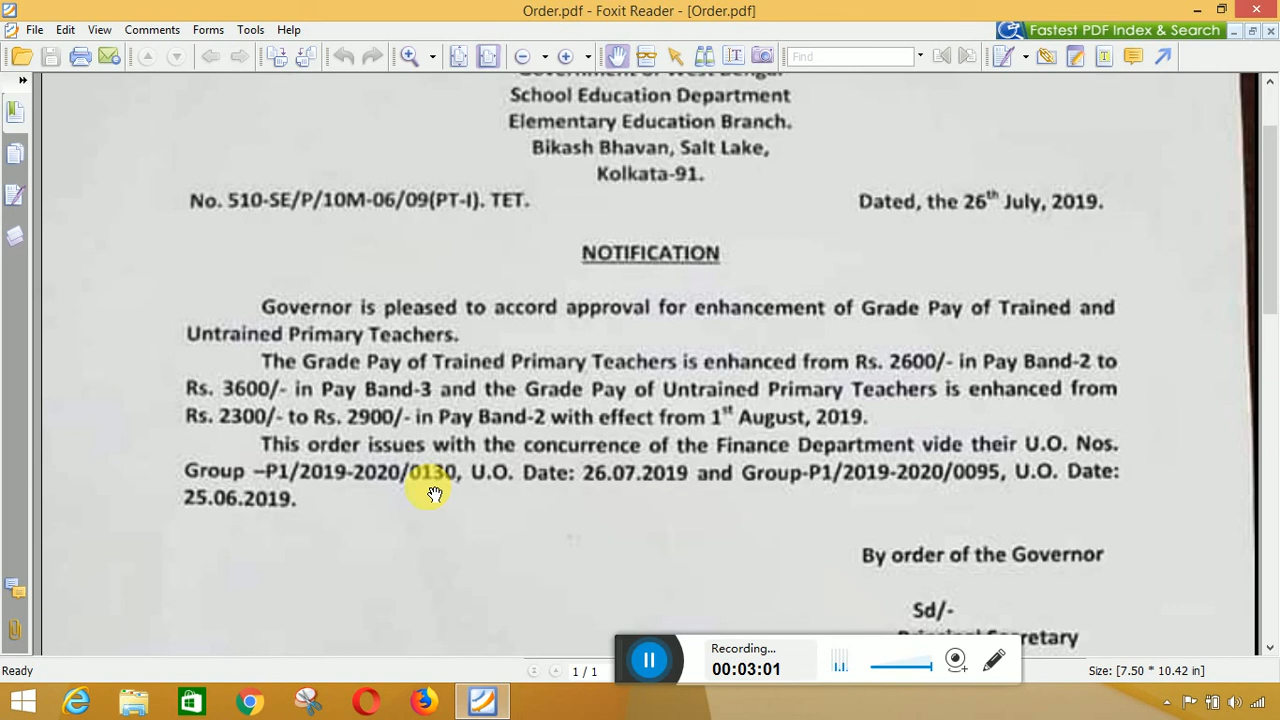 Order.pdf - Foxit Reader - [Order.pdf]
File Edit View Comments Forms Tools Help
Fastest PDF Index & Search
Find
Government of West Bengal
School Education Department
Elementary Education Branch.
Bikash Bhavan, Salt Lake,
Kolkata-91.
No. 510-SE/P/10M-06/09(PT-I). TET. Dated, the 26th July, 2019.
NOTIFICATION
Governor is pleased to accord approval for enhancement of Grade Pay of Trained and
Untrained Primary Teachers.
The Grade Pay of Trained Primary Teachers is enhanced from Rs. 2600/- in Pay Band-2 to
Rs. 3600/- in Pay Band-3 and the Grade Pay of Untrained Primary Teachers is enhanced from
Rs. 2300/- to Rs. 2900/- in Pay Band-2 with effect from 1st August, 2019.
This order issues with the concurrence of the Finance Department vide their U.O. Nos.
Group –P1/2019-2020/0130, U.O. Date: 26.07.2019 and Group-P1/2019-2020/0095, U.O. Date:
25.06.2019.
By order of the Governor
Sd/-
Principal Secretary
Recording...
00:03:01
Ready 1 / 1 Size: [7.50 * 10.42 in]